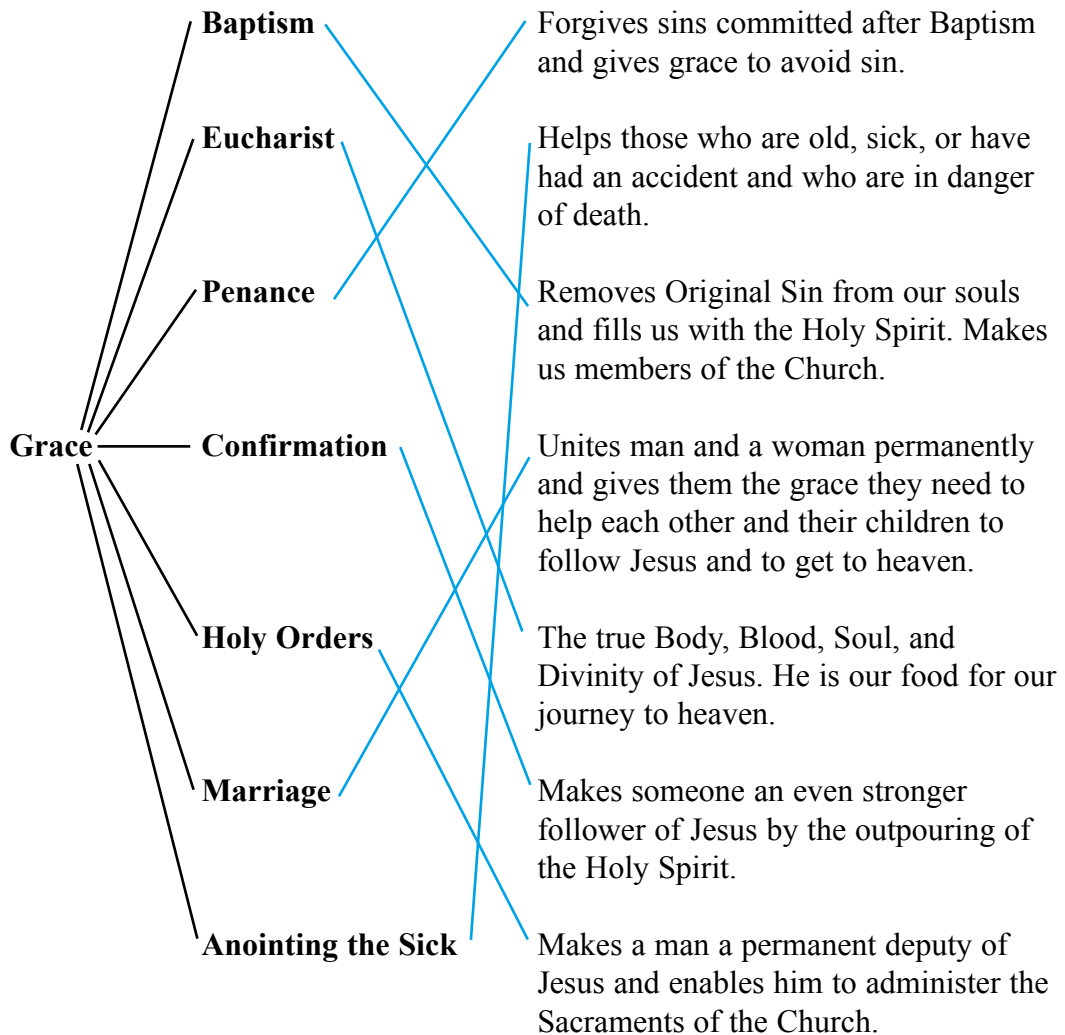 Baptism
Forgives sins committed after Baptism
and gives grace to avoid sin.
Eucharist
Helps those who are old, sick, or have
had an accident and who are in danger
of death.
Penance
Removes Original Sin from our souls
and fills us with the Holy Spirit. Makes
us members of the Church.
Grace
Confirmation
Unites man and a woman permanently
and gives them the grace they need to
help each other and their children to
follow Jesus and to get to heaven.
Holy Orders
The true Body, Blood, Soul, and
Divinity of Jesus. He is our food for our
journey to heaven.
Marriage
Makes someone an even stronger
follower of Jesus by the outpouring of
the Holy Spirit.
Anointing the Sick
Makes a man a permanent deputy of
Jesus and enables him to administer the
Sacraments of the Church.